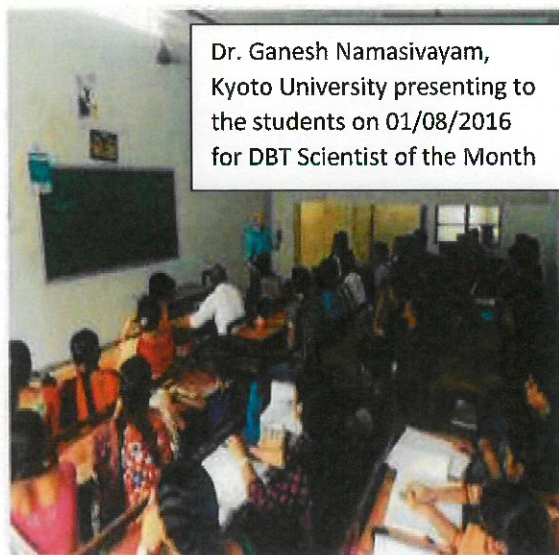 Dr. Ganesh Namasivayam,
Kyoto University presenting to
the students on 01/08/2016
for DBT Scientist of the Month